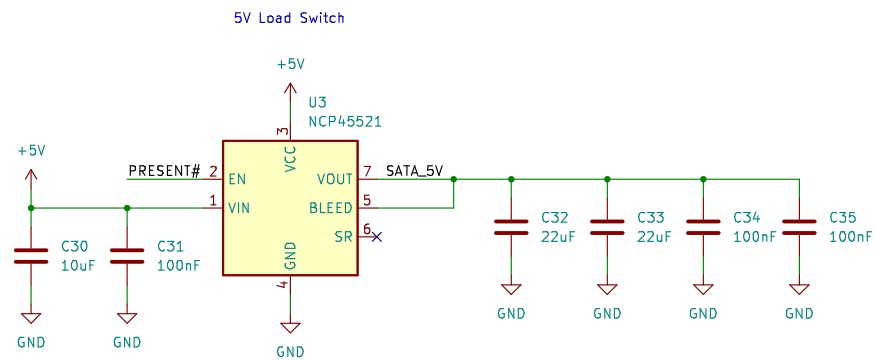 5V Load Switch
+5V
U3
NCP45521
3
VCC
+5V
PRESENT#
2
EN
VOUT
7
SATA_5V
1
VIN
BLEED
5
SR
6
GND
4
C30
10uF
C31
100nF
C32
22uF
C33
22uF
C34
100nF
C35
100nF
GND
GND
GND
GND
GND
GND
GND